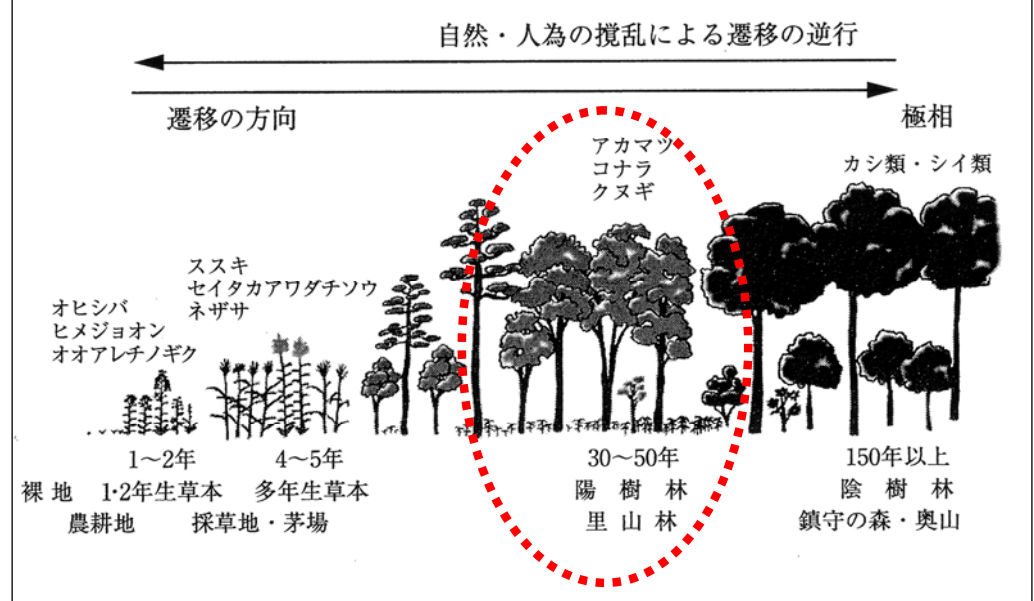 自然・人為の撹乱による遷移の逆行
遷移の方向
極相
アカマツ
コナラ
クヌギ
カシ類・シイ類
ススキ
セイタカアワダチソウ
ネザサ
オヒシバ
ヒメジョオン
オオアレチノギク
1〜2年
4〜5年
30〜50年
150年以上
裸地 1・2年生草本 多年生草本 陽樹林 陰樹林
農耕地 採草地・茅場 里山林 鎮守の森・奥山